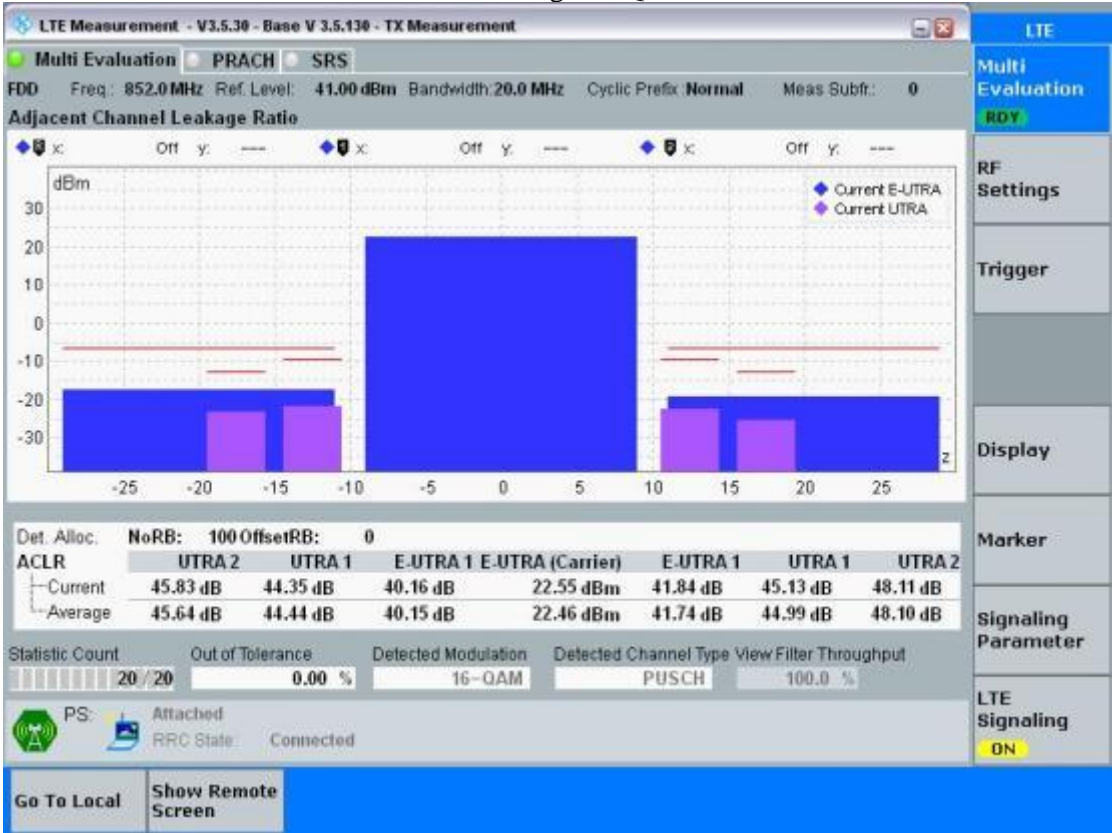 LTE Measurement - V3.5.30 - Base V 3.5.130 - TX Measurement
LTE
Multi Evaluation PRACH SRS
Multi Evaluation
RDY
FDD Freq.: 852.0 MHz Ref. Level: 41.00 dBm Bandwidth: 20.0 MHz Cyclic Prefix: Normal Meas Subfr.: 0
Adjacent Channel Leakage Ratio
x: Off y: --- x: Off y: --- x: Off y: ---
dBm
Current E-UTRA
Current UTRA
30
20
10
0
-10
-20
-30
z
-25 -20 -15 -10 -5 0 5 10 15 20 25
RF Settings
Trigger
Display
Marker
Signaling Parameter
LTE Signaling
ON
Det. Alloc. NoRB: 100 OffsetRB: 0
ACLR UTRA 2 UTRA 1 E-UTRA 1 E-UTRA (Carrier) E-UTRA 1 UTRA 1 UTRA 2
Current 45.83 dB 44.35 dB 40.16 dB 22.55 dBm 41.84 dB 45.13 dB 48.11 dB
Average 45.64 dB 44.44 dB 40.15 dB 22.46 dBm 41.74 dB 44.99 dB 48.10 dB
Statistic Count Out of Tolerance Detected Modulation Detected Channel Type View Filter Throughput
20 / 20 0.00 % 16-QAM PUSCH 100.0 %
PS: Attached
RRC State: Connected
Go To Local
Show Remote Screen